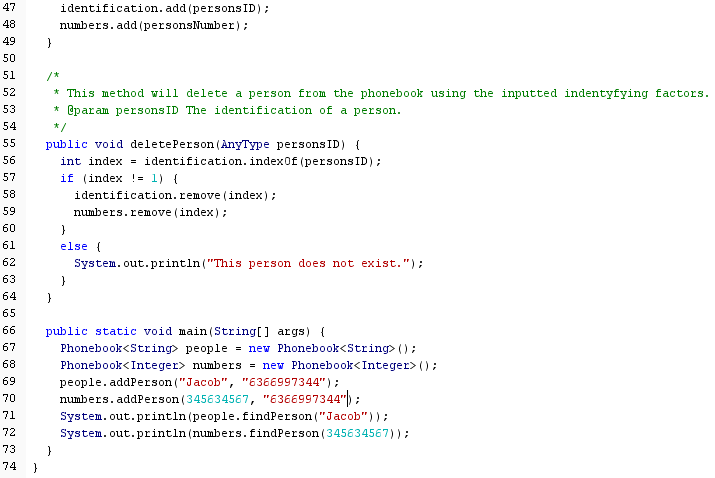 47 identification.add(personsID);
48 numbers.add(personsNumber);
49 }
50
51 /*
52 * This method will delete a person from the phonebook using the inputted indentyfying factors.
53 * @param personsID The identification of a person.
54 */
55 public void deletePerson(AnyType personsID) {
56 int index = identification.indexOf(personsID);
57 if (index != 1) {
58 identification.remove(index);
59 numbers.remove(index);
60 }
61 else {
62 System.out.println("This person does not exist.");
63 }
64 }
65
66 public static void main(String[] args) {
67 Phonebook<String> people = new Phonebook<String>();
68 Phonebook<Integer> numbers = new Phonebook<Integer>();
69 people.addPerson("Jacob", "6366997344");
70 numbers.addPerson(345634567, "6366997344");
71 System.out.println(people.findPerson("Jacob"));
72 System.out.println(numbers.findPerson(345634567));
73 }
74 }